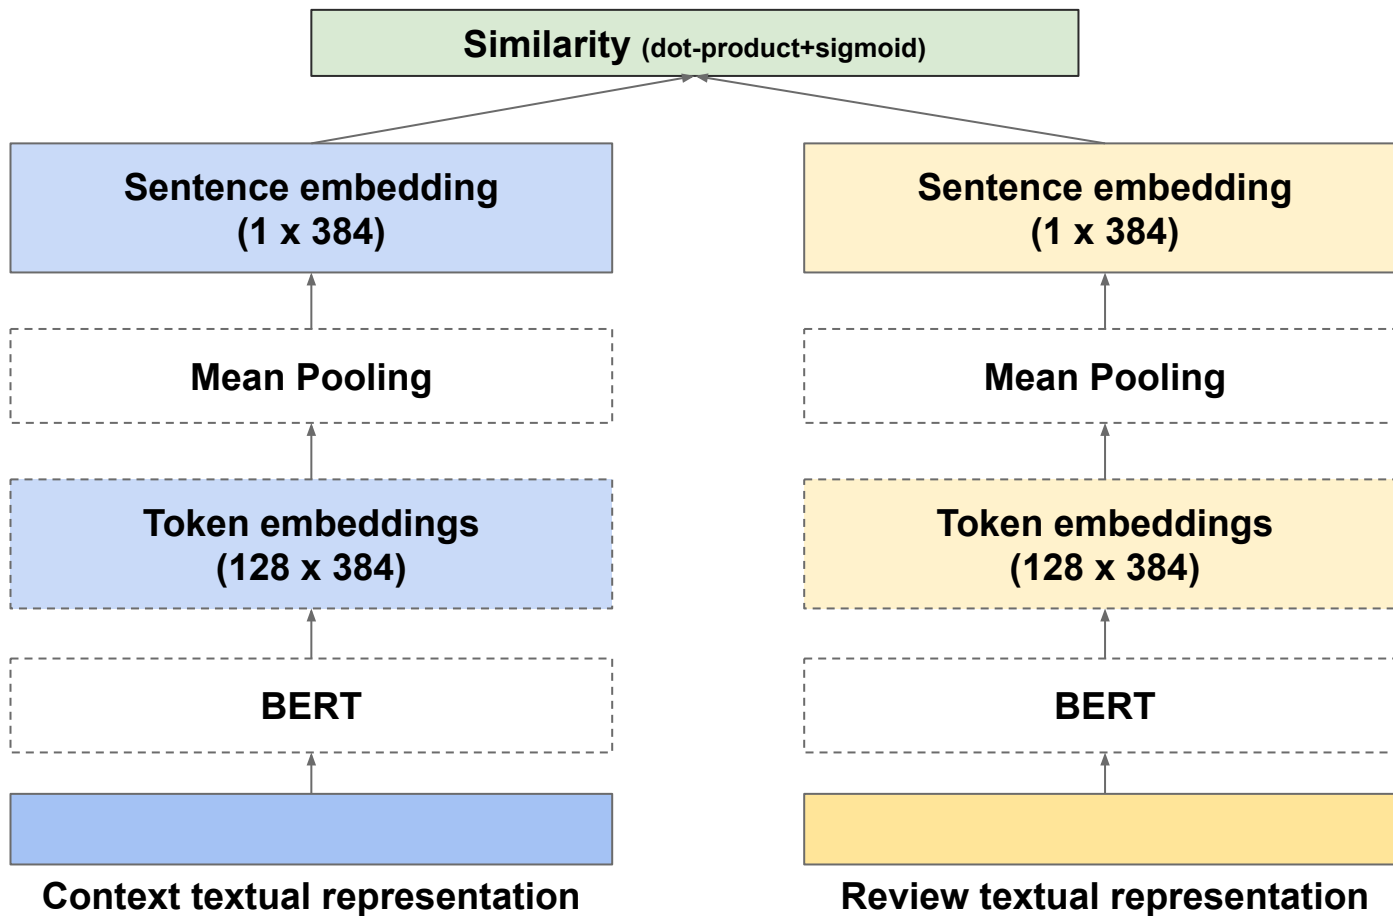 Similarity (dot-product+sigmoid)
Sentence embedding
(1 x 384)
Mean Pooling
Token embeddings
(128 x 384)
BERT
Context textual representation
Sentence embedding
(1 x 384)
Mean Pooling
Token embeddings
(128 x 384)
BERT
Review textual representation